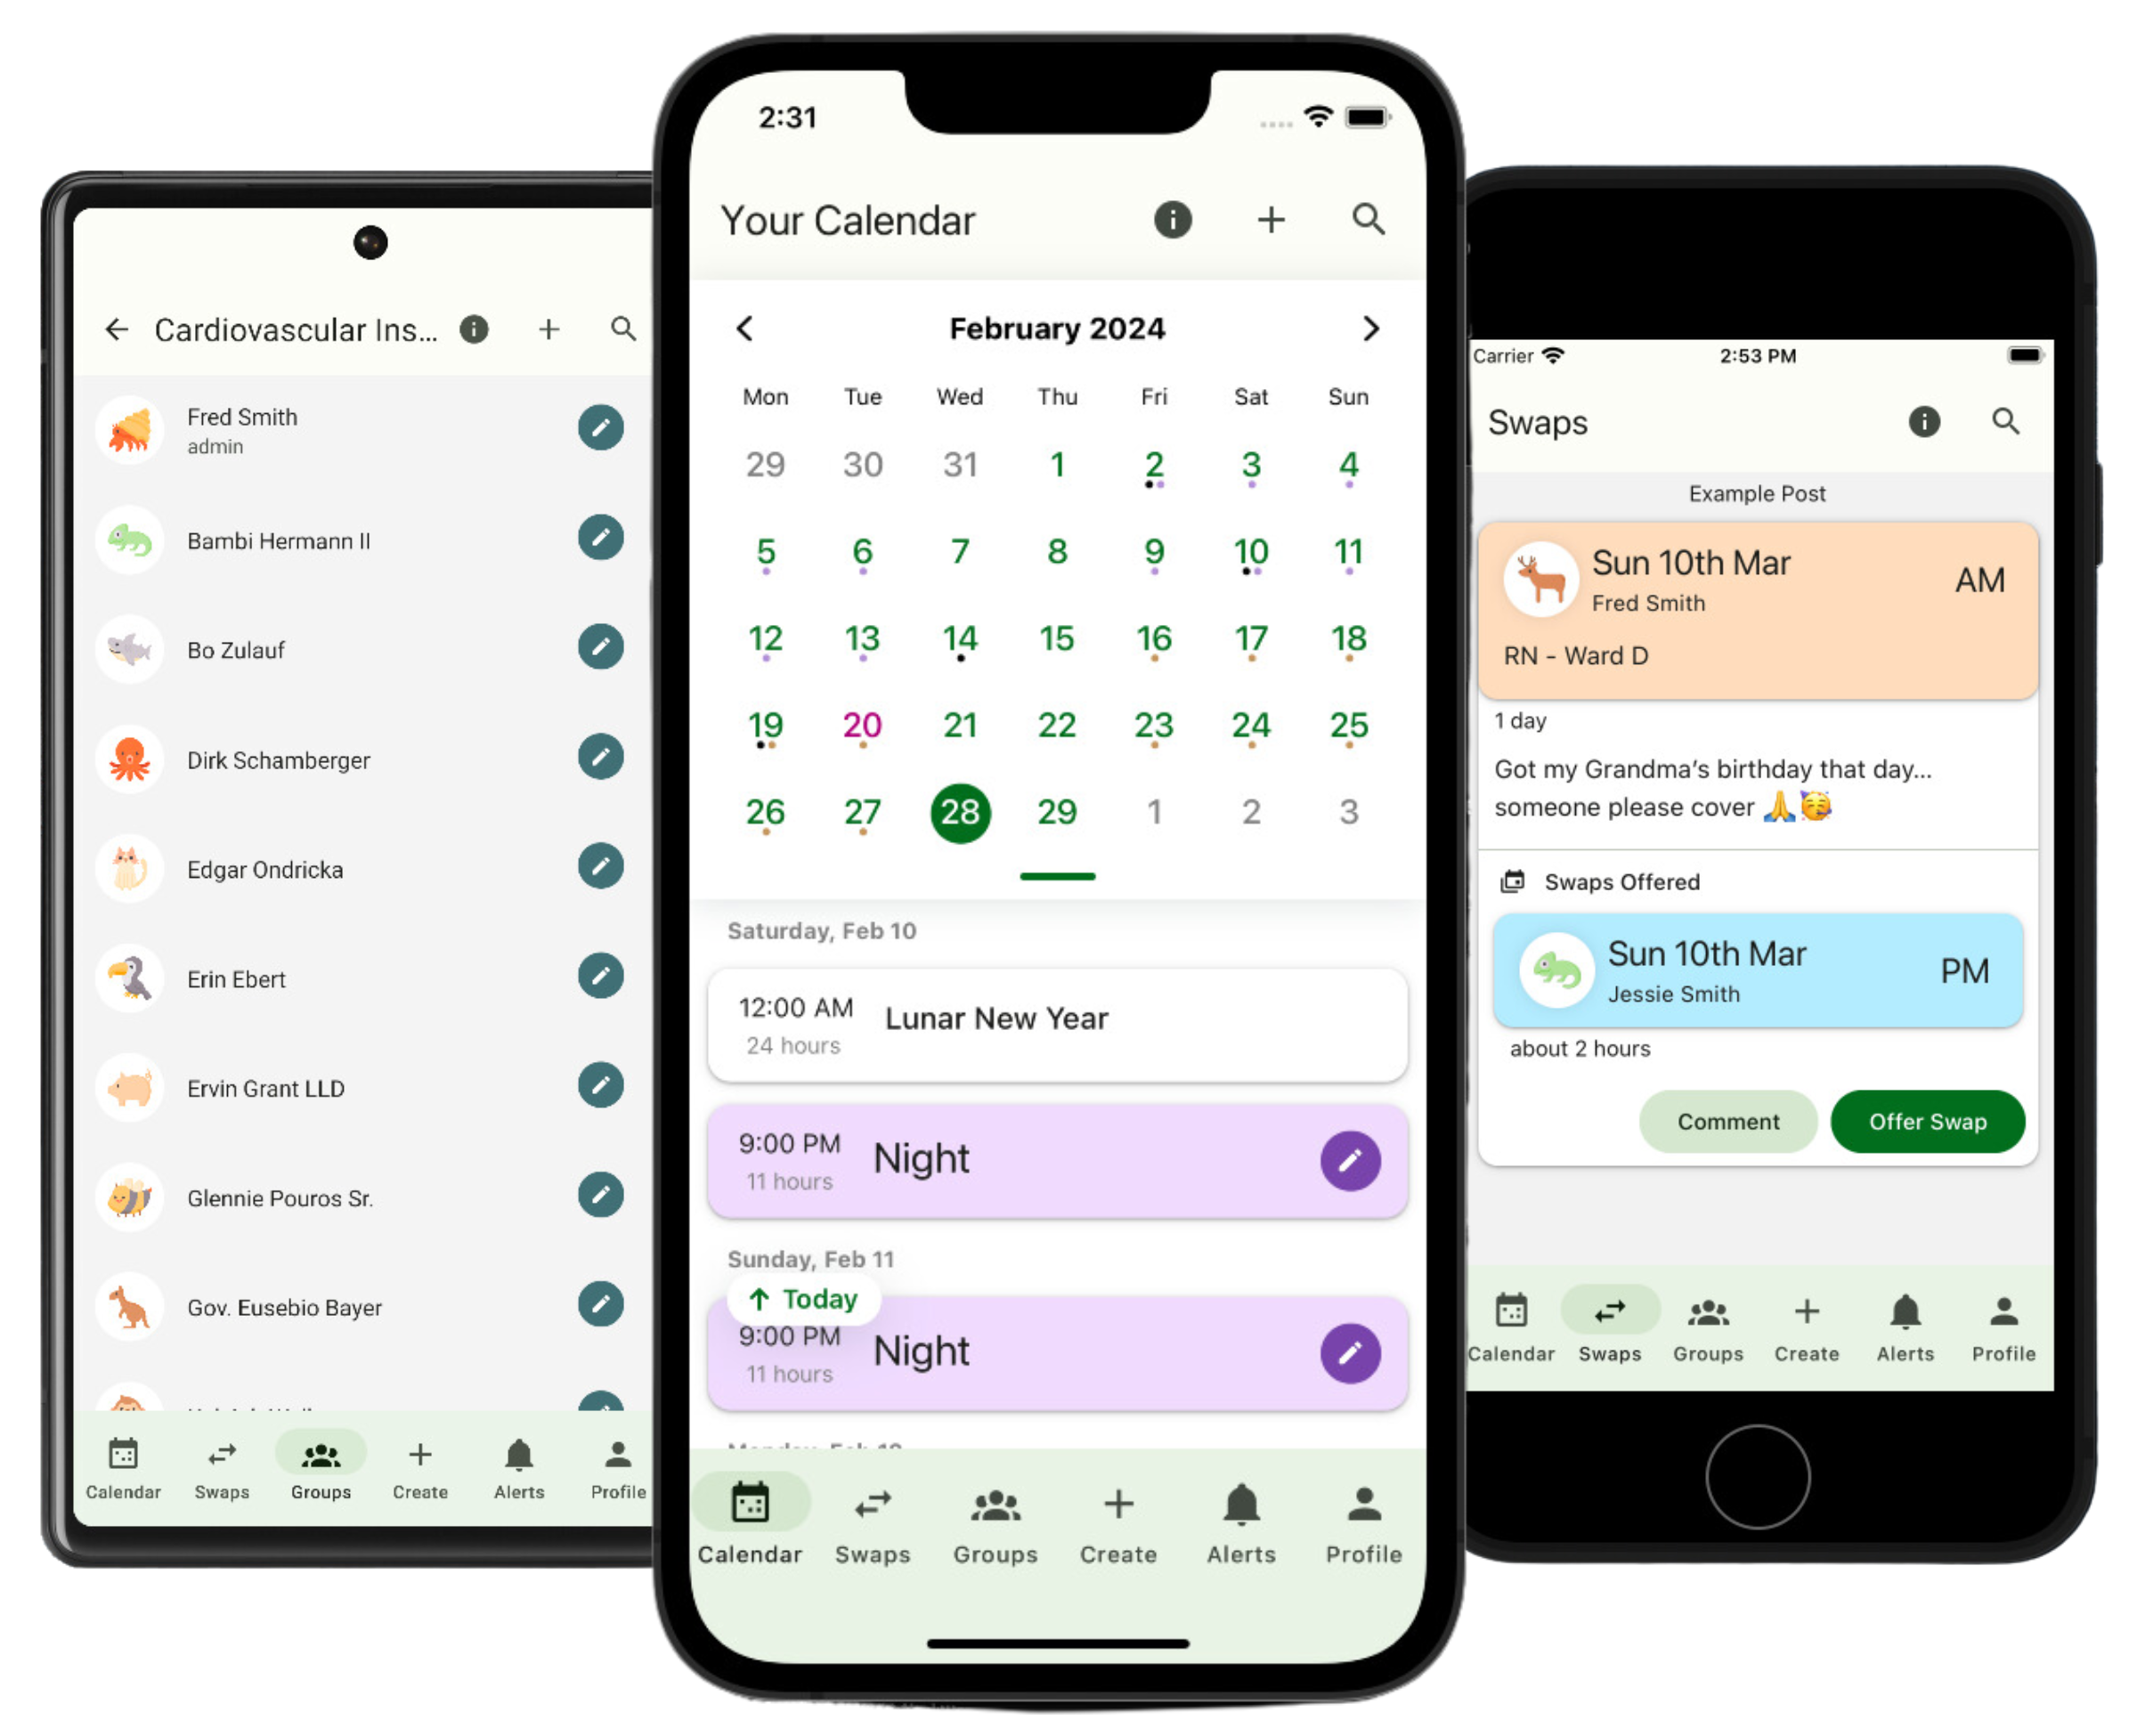 Cardiovascular Ins...
Fred Smith
admin
Bambi Hermann II
Bo Zulauf
Dirk Schamberger
Edgar Ondricka
Erin Ebert
Ervin Grant LLD
Glennie Pouros Sr.
Gov. Eusebio Bayer
Calendar Swaps Groups Create Alerts Profile
2:31
Your Calendar
February 2024
Mon Tue Wed Thu Fri Sat Sun
29 30 31 1 2 3 4
5 6 7 8 9 10 11
12 13 14 15 16 17 18
19 20 21 22 23 24 25
26 27 28 29 1 2 3
Saturday, Feb 10
12:00 AM Lunar New Year
24 hours
9:00 PM Night
11 hours
Sunday, Feb 11
↑ Today
9:00 PM Night
11 hours
Calendar Swaps Groups Create Alerts Profile
Carrier 2:53 PM
Swaps
Example Post
Sun 10th Mar AM
Fred Smith
RN - Ward D
1 day
Got my Grandma's birthday that day...
someone please cover 🙏🥳
Swaps Offered
Sun 10th Mar PM
Jessie Smith
about 2 hours
Comment Offer Swap
Calendar Swaps Groups Create Alerts Profile